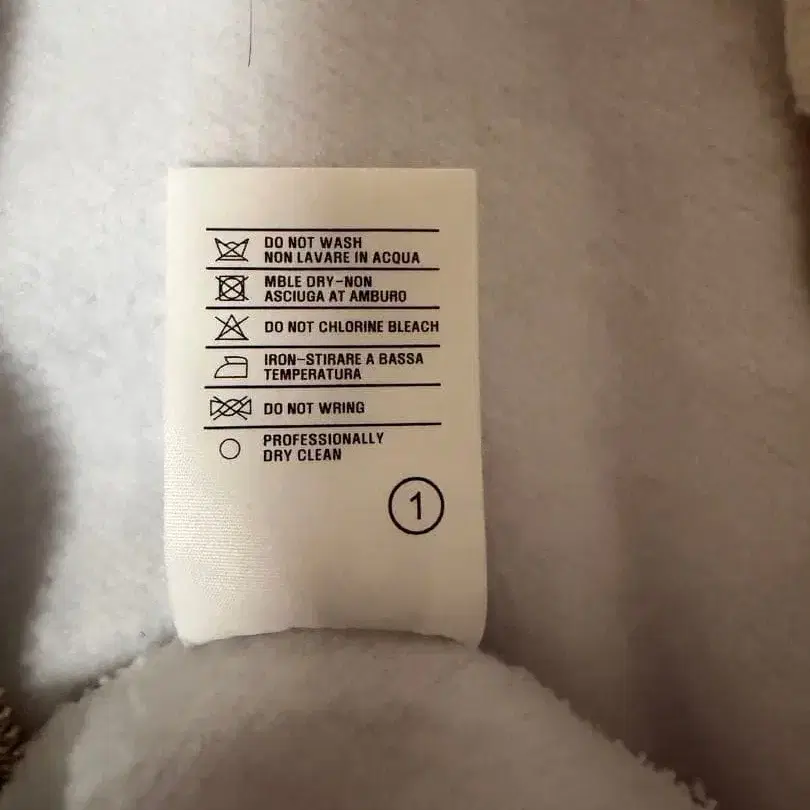 DO NOT WASH
NON LAVARE IN ACQUA
MBLE DRY-NON
ASCIUGA AT AMBURO
DO NOT CHLORINE BLEACH
IRON-STIRARE A BASSA
TEMPERATURA
DO NOT WRING
PROFESSIONALLY
DRY CLEAN
1